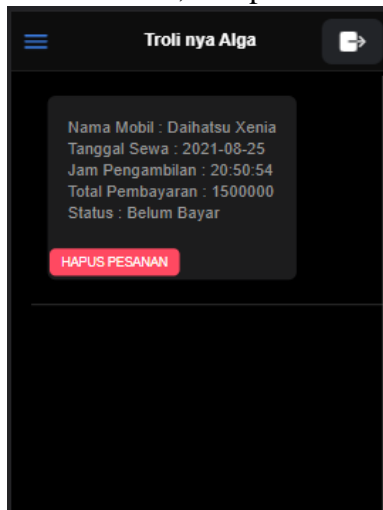 Troli nya Alga
Nama Mobil : Daihatsu Xenia
Tanggal Sewa : 2021-08-25
Jam Pengambilan : 20:50:54
Total Pembayaran : 1500000
Status : Belum Bayar
HAPUS PESANAN